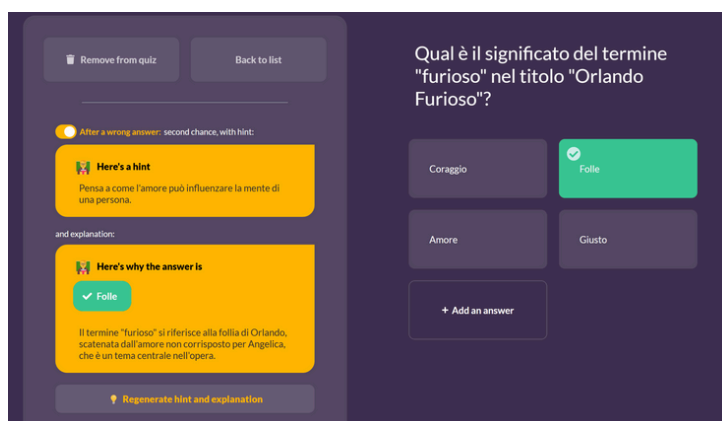 Remove from quiz
Back to list
After a wrong answer: second chance, with hint:
Here's a hint
Pensa a come l'amore può influenzare la mente di
una persona.
and explanation:
Here's why the answer is
Folle
Il termine "furioso" si riferisce alla follia di Orlando,
scatenata dall'amore non corrisposto per Angelica,
che è un tema centrale nell'opera.
Regenerate hint and explanation
Qual è il significato del termine
"furioso" nel titolo "Orlando
Furioso"?
Coraggio
Folle
Amore
Giusto
+ Add an answer